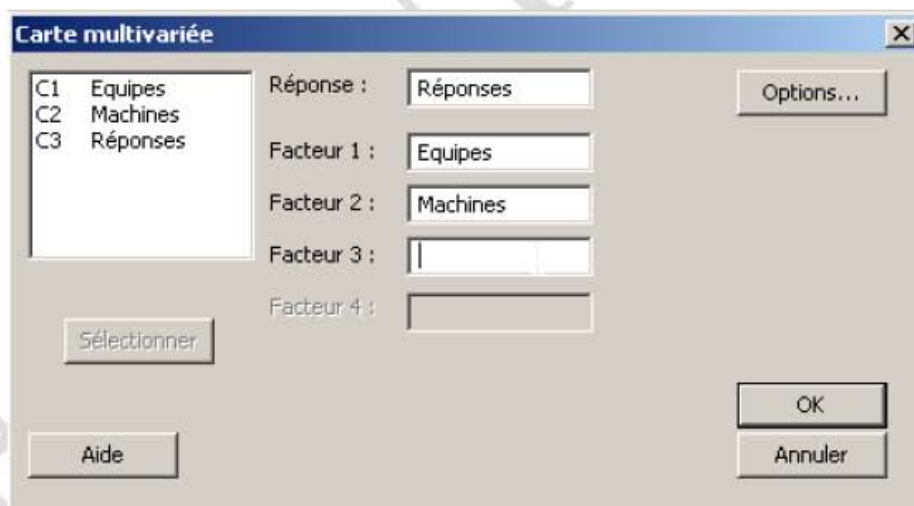 Carte multivariée
C1 Equipes
C2 Machines
C3 Réponses
Réponse : Réponses
Options...
Facteur 1 : Equipes
Facteur 2 : Machines
Facteur 3 :
Facteur 4 :
Sélectionner
OK
Aide
Annuler